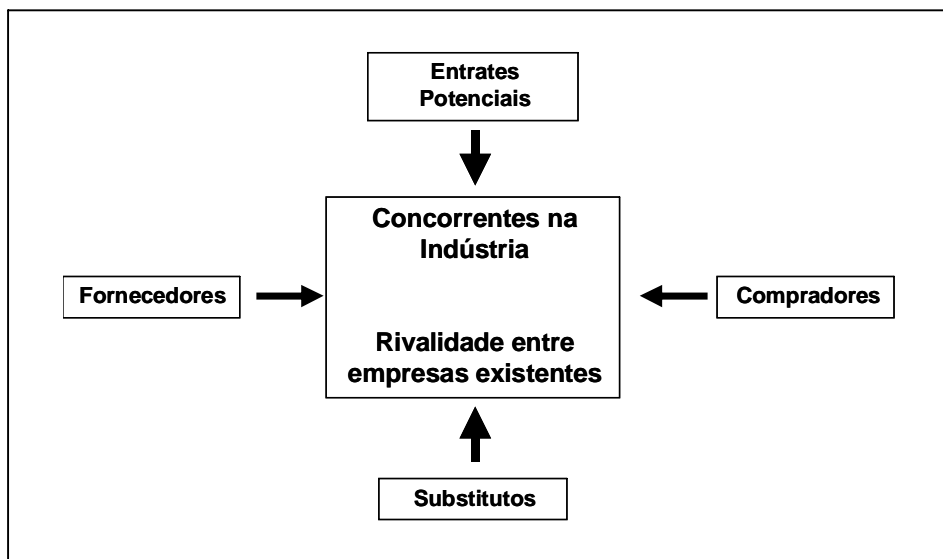 Entrates
Potenciais
Concorrentes na
Indústria
Fornecedores
Compradores
Rivalidade entre
empresas existentes
Substitutos